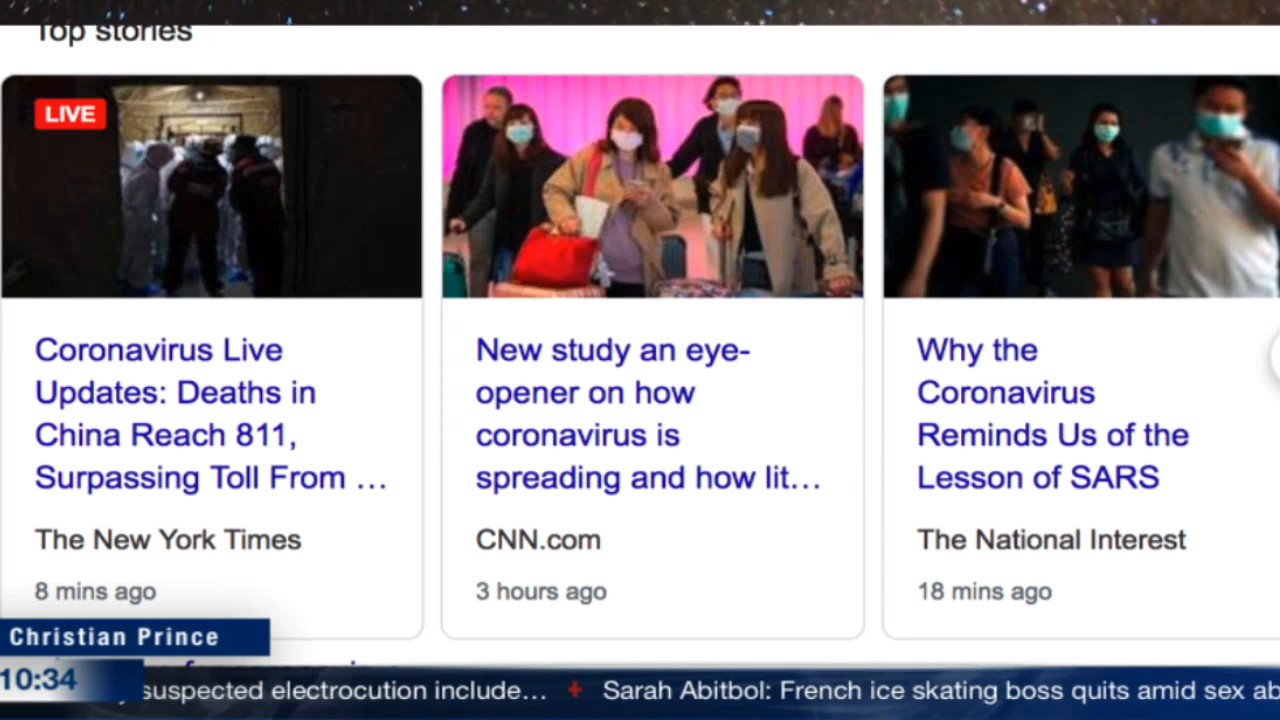 Top stories
LIVE
Coronavirus Live
Updates: Deaths in
China Reach 811,
Surpassing Toll From ...
The New York Times
8 mins ago
New study an eye-
opener on how
coronavirus is
spreading and how lit...
CNN.com
3 hours ago
Why the
Coronavirus
Reminds Us of the
Lesson of SARS
The National Interest
18 mins ago
Christian Prince
10:34
suspected electrocution include... + Sarah Abitbol: French ice skating boss quits amid sex ab